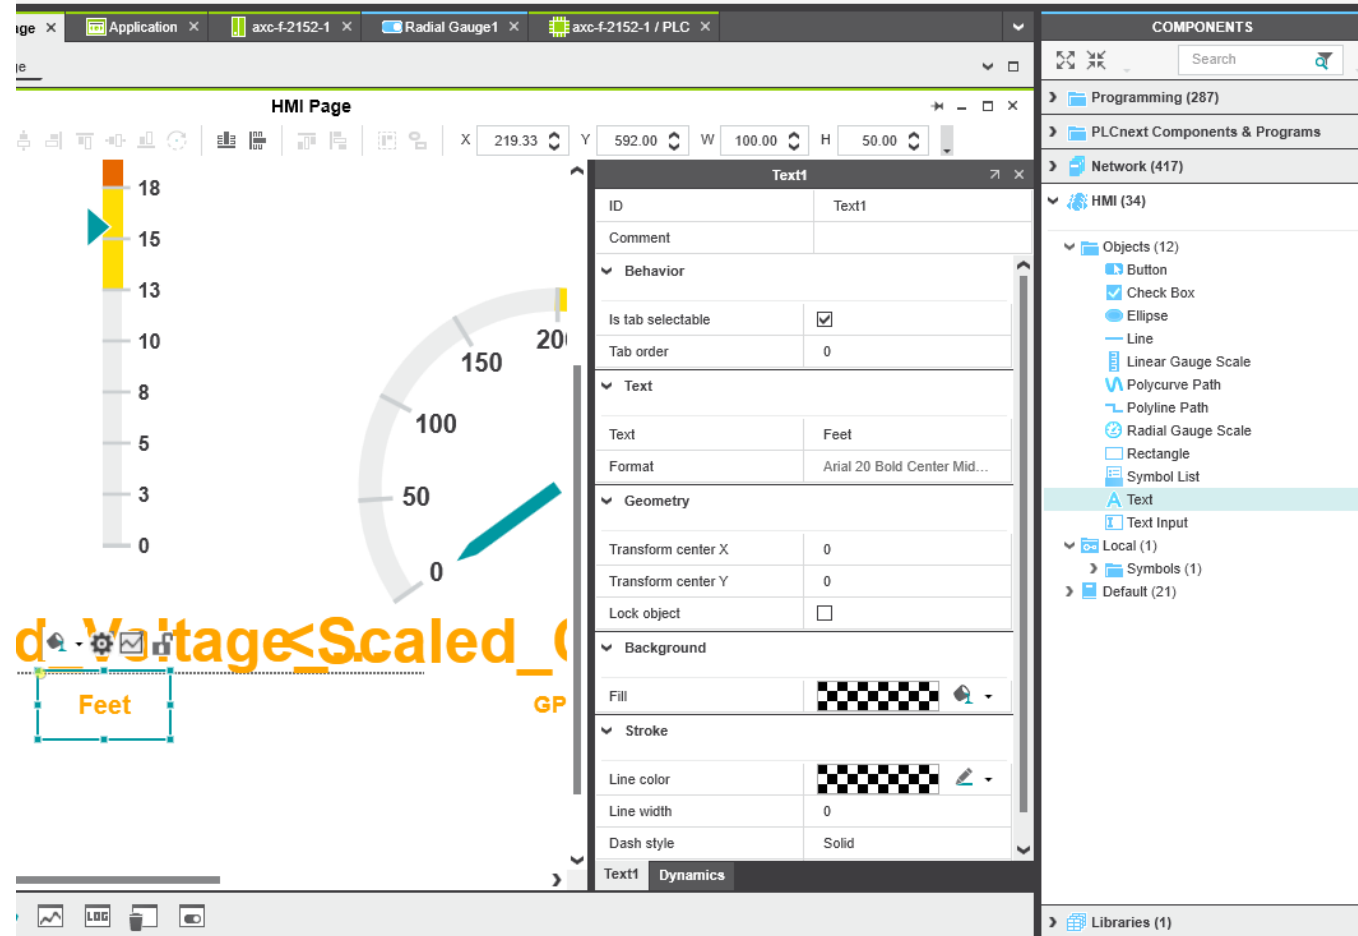 age × Application × axc-f-2152-1 × Radial Gauge1 × axc-f-2152-1 / PLC ×
COMPONENTS
ge
Search
HMI Page
X 219.33 Y 592.00 W 100.00 H 50.00
18
15
13
10
8
5
3
0
200
150
100
50
0
d_Voltage<Scaled_
Feet
GP
Text1
ID Text1
Comment
Behavior
Is tab selectable
Tab order 0
Text
Text Feet
Format Arial 20 Bold Center Mid...
Geometry
Transform center X 0
Transform center Y 0
Lock object
Background
Fill
Stroke
Line color
Line width 0
Dash style Solid
Text1 Dynamics
LOG
Programming (287)
PLCnext Components & Programs
Network (417)
HMI (34)
Objects (12)
Button
Check Box
Ellipse
Line
Linear Gauge Scale
Polycurve Path
Polyline Path
Radial Gauge Scale
Rectangle
Symbol List
Text
Text Input
Local (1)
Symbols (1)
Default (21)
Libraries (1)